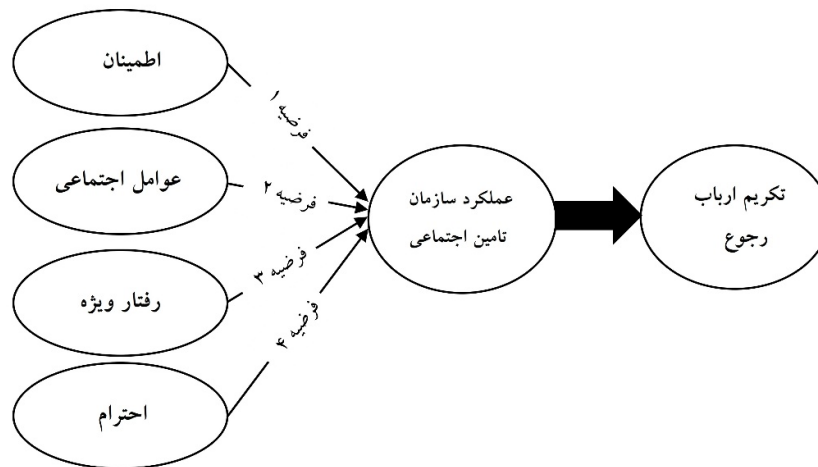 اطمینان
عوامل اجتماعی
رفتار ویژه
احترام
فرضیه ۱
فرضیه ۲
فرضیه ۳
فرضیه ۴
عملکرد سازمان
تامین اجتماعی
تکریم ارباب
رجوع